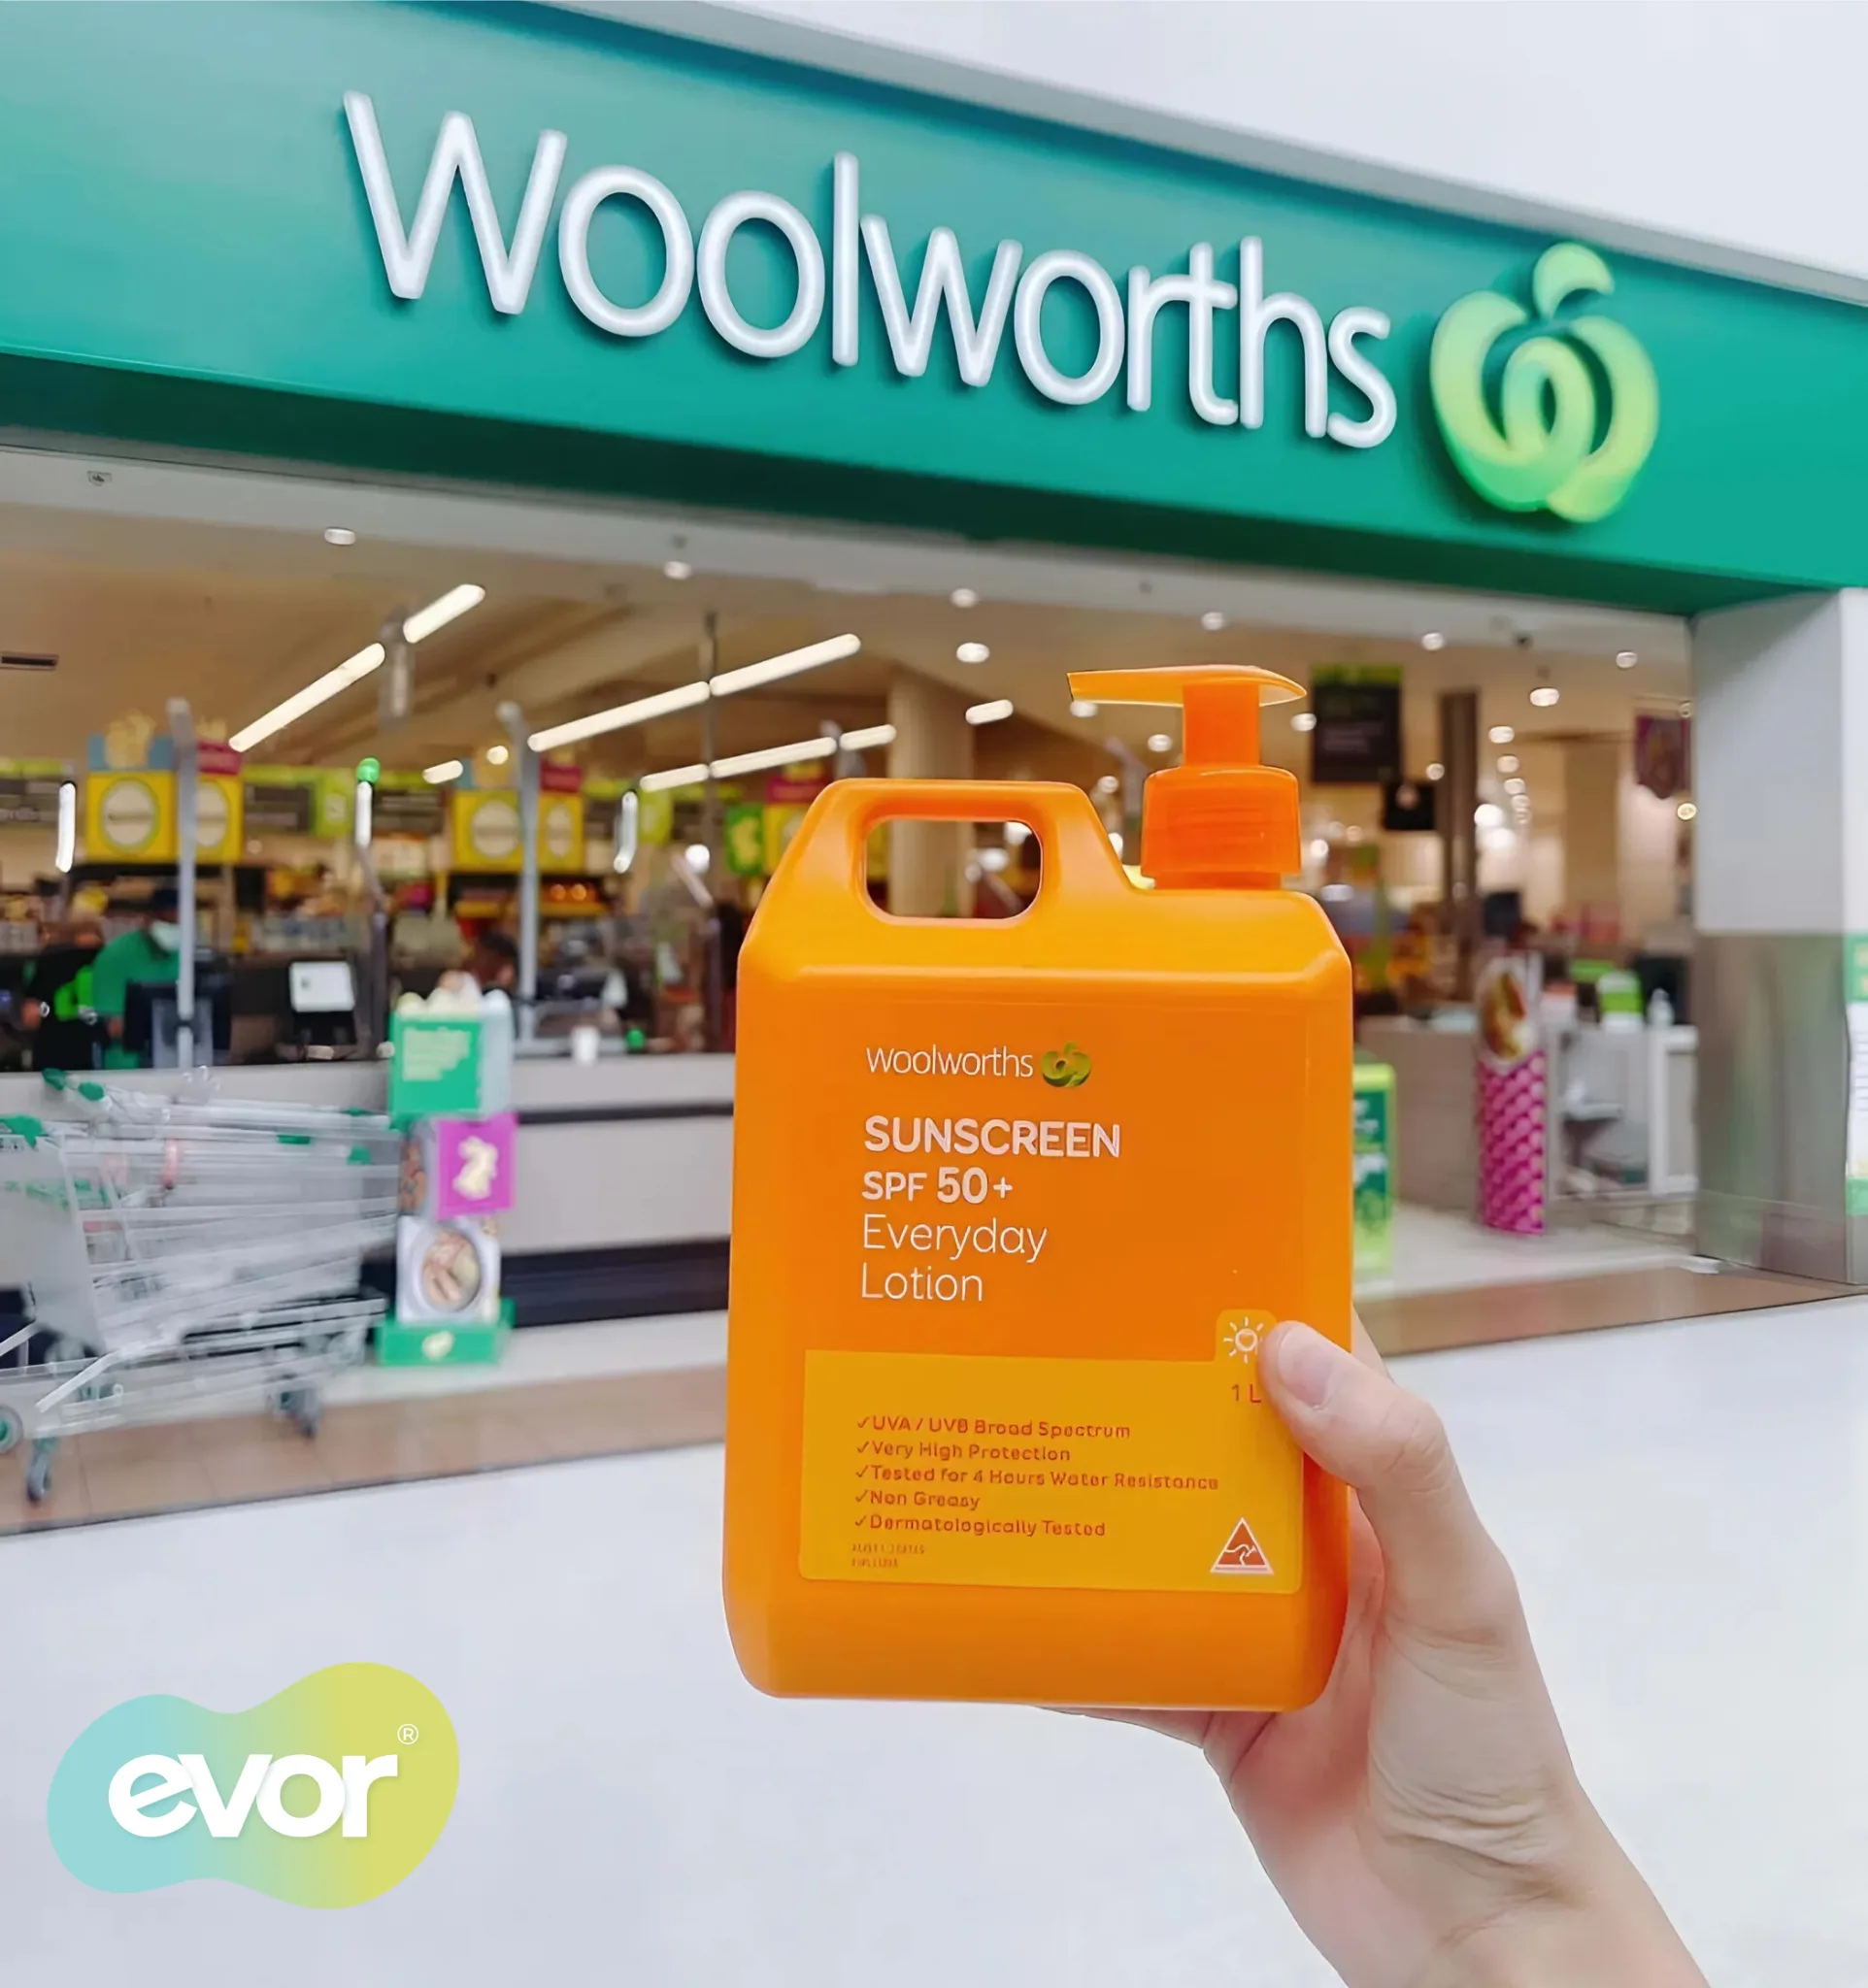 Woolworths
Woolworths
SUNSCREEN
SPF 50+
Everyday
Lotion
1 L
✓UVA / UVB Broad Spectrum
✓Very High Protection
✓Tested for 4 Hours Water Resistance
✓Non Greasy
✓Dermatologically Tested
evor®